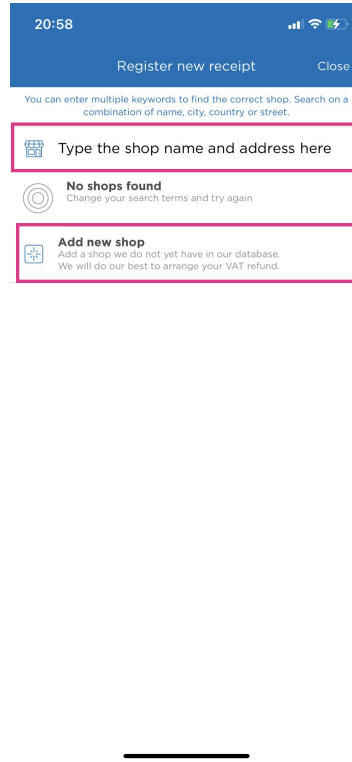 20:58
Register new receipt
Close
You can enter multiple keywords to find the correct shop. Search on a
combination of name, city, country or street.
Type the shop name and address here
No shops found
Change your search terms and try again
Add new shop
Add a shop we do not yet have in our database.
We will do our best to arrange your VAT refund.